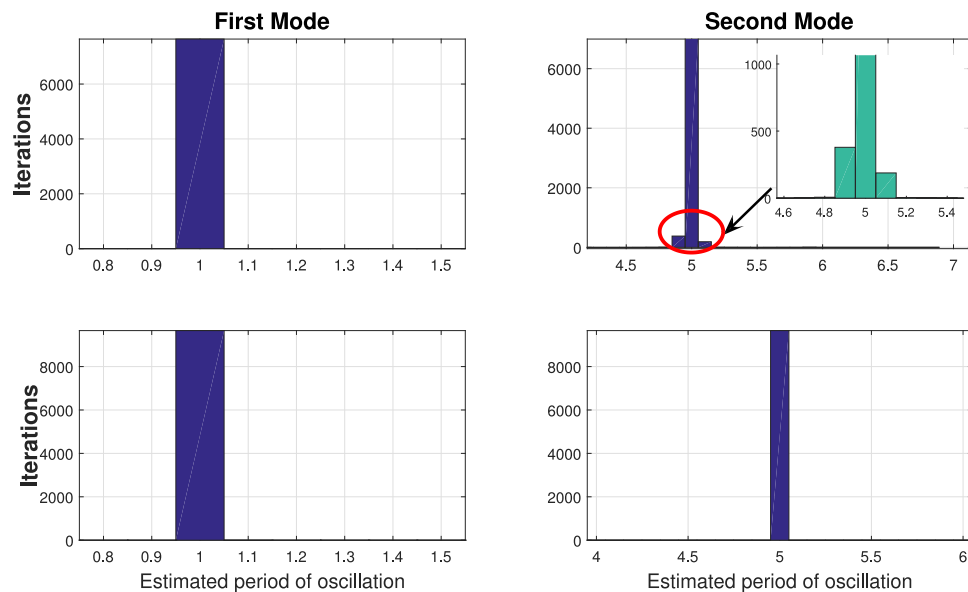 First Mode
Second Mode
Iterations
6000
4000
2000
0
0.8 0.9 1 1.1 1.2 1.3 1.4 1.5
6000
4000
2000
0
4.5 5 5.5 6 6.5 7
1000
500
0
4.6 4.8 5 5.2 5.4
Iterations
8000
6000
4000
2000
0
0.8 0.9 1 1.1 1.2 1.3 1.4 1.5
Estimated period of oscillation
8000
6000
4000
2000
0
4 4.5 5 5.5 6
Estimated period of oscillation